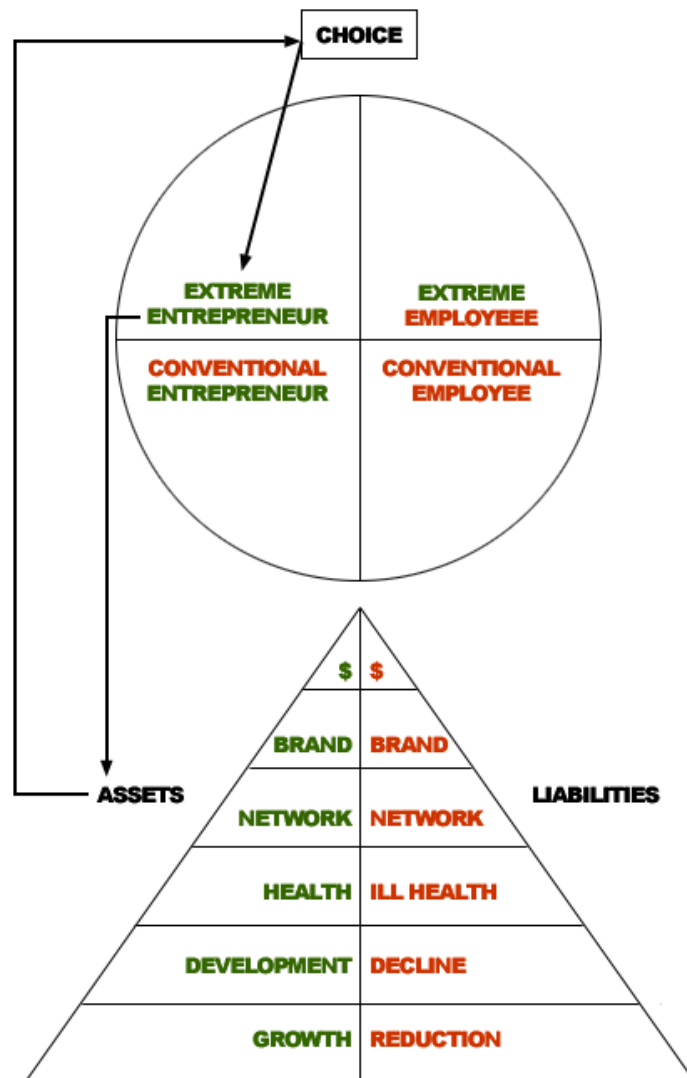 CHOICE
EXTREME
ENTREPRENEUR
EXTREME
EMPLOYEEE
CONVENTIONAL
ENTREPRENEUR
CONVENTIONAL
EMPLOYEE
$ $
BRAND BRAND
ASSETS
LIABILITIES
NETWORK NETWORK
HEALTH ILL HEALTH
DEVELOPMENT DECLINE
GROWTH REDUCTION